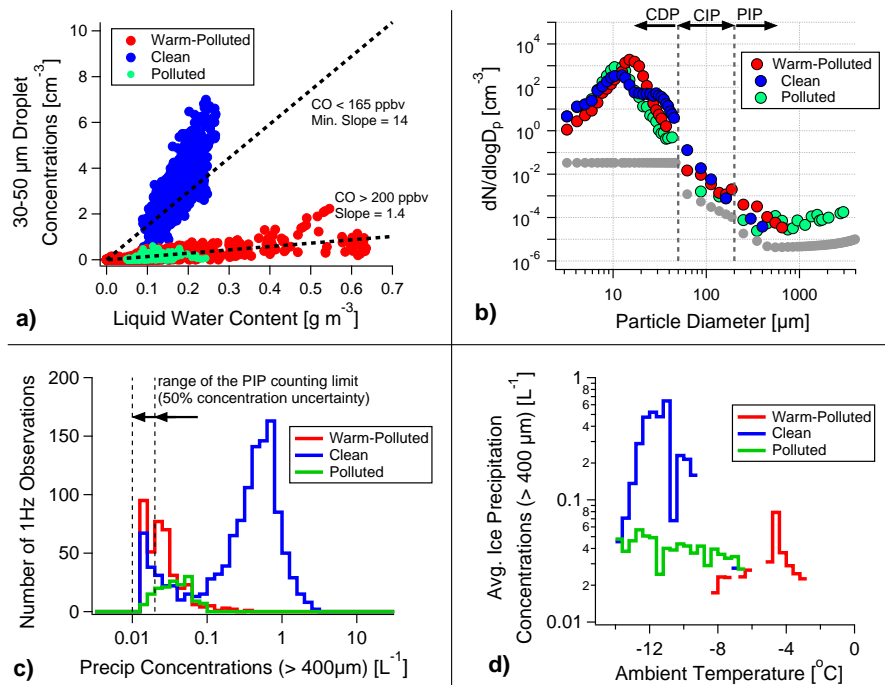 10
8
6
4
2
0
30-50 µm Droplet
Concentrations [cm-3]
Warm-Polluted
Clean
Polluted
CO < 165 ppbv
Min. Slope = 14
CO > 200 ppbv
Slope = 1.4
0.0 0.1 0.2 0.3 0.4 0.5 0.6 0.7
Liquid Water Content [g m-3]
a)
CDP CIP PIP
10^4
10^2
10^0
10^-2
10^-4
10^-6
dN/dlogDp [cm-3]
Warm-Polluted
Clean
Polluted
10 100 1000
Particle Diameter [µm]
b)
200
150
100
50
0
Number of 1Hz Observations
range of the PIP counting limit
(50% concentration uncertainty)
Warm-Polluted
Clean
Polluted
0.01 0.1 1 10
Precip Concentrations (> 400µm) [L-1]
c)
1
8
6
4
2
0.1
8
6
4
2
0.01
Avg. Ice Precipitation
Concentrations (> 400 µm) [L-1]
Warm-Polluted
Clean
Polluted
-12 -8 -4 0
Ambient Temperature [oC]
d)